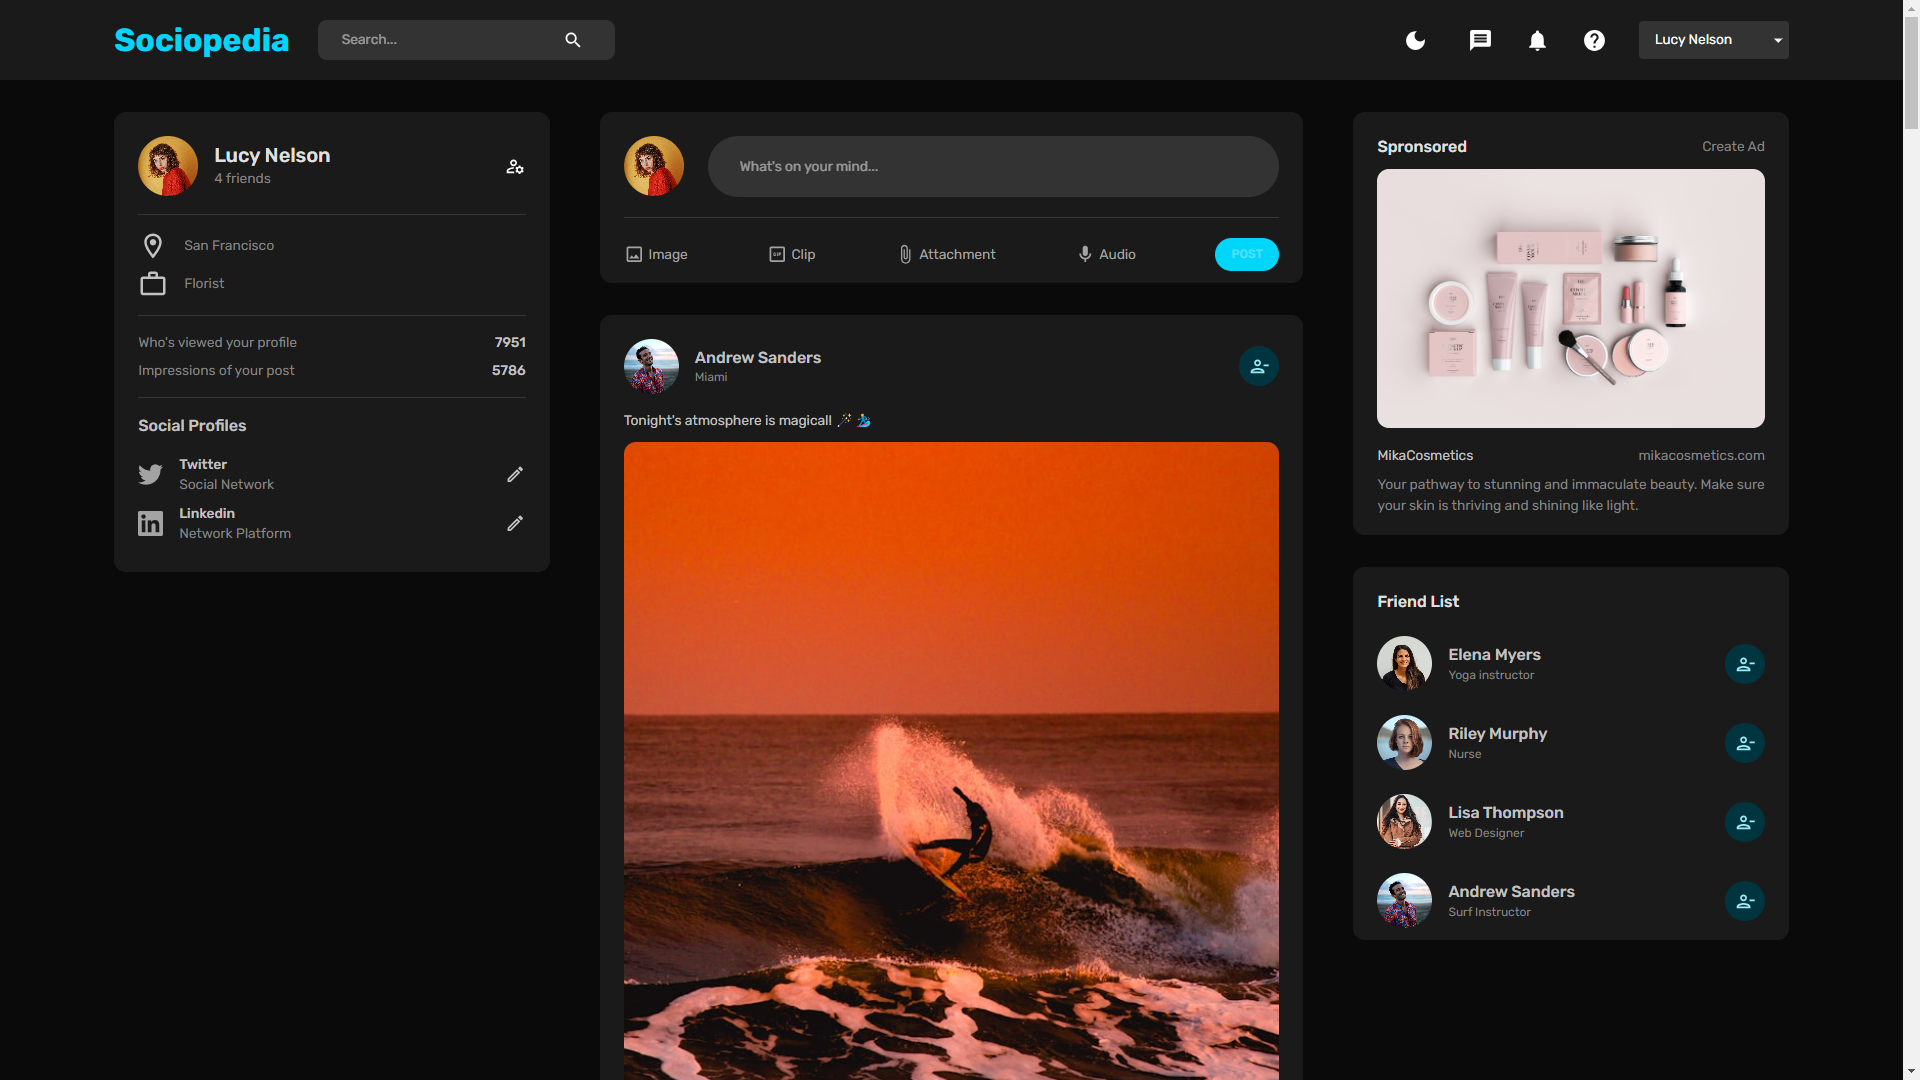 Sociopedia
Search...
Lucy Nelson
Lucy Nelson
4 friends
San Francisco
Florist
Who's viewed your profile 7951
Impressions of your post 5786
Social Profiles
Twitter
Social Network
Linkedin
Network Platform
What's on your mind...
Image Clip Attachment Audio POST
Andrew Sanders
Miami
Tonight's atmosphere is magical! 🪄 🏄‍♂️
Spronsored Create Ad
MikaCosmetics mikacosmetics.com
Your pathway to stunning and immaculate beauty. Make sure
your skin is thriving and shining like light.
Friend List
Elena Myers
Yoga instructor
Riley Murphy
Nurse
Lisa Thompson
Web Designer
Andrew Sanders
Surf Instructor